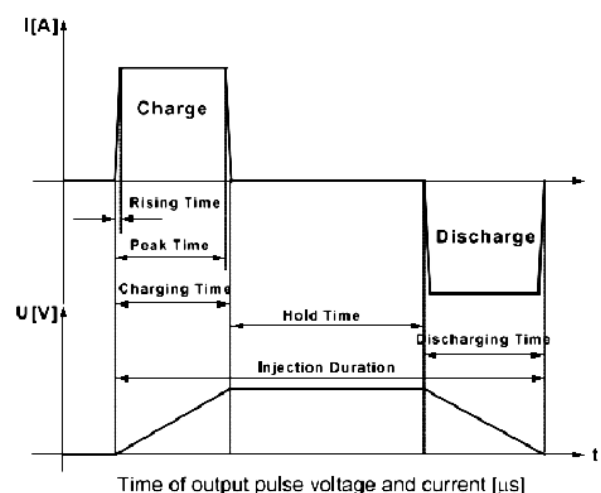 I[A]
Charge
Rising Time
Peak Time
Discharge
Charging Time
U[V]
Hold Time
Discharging Time
Injection Duration
t
Time of output pulse voltage and current [µs]